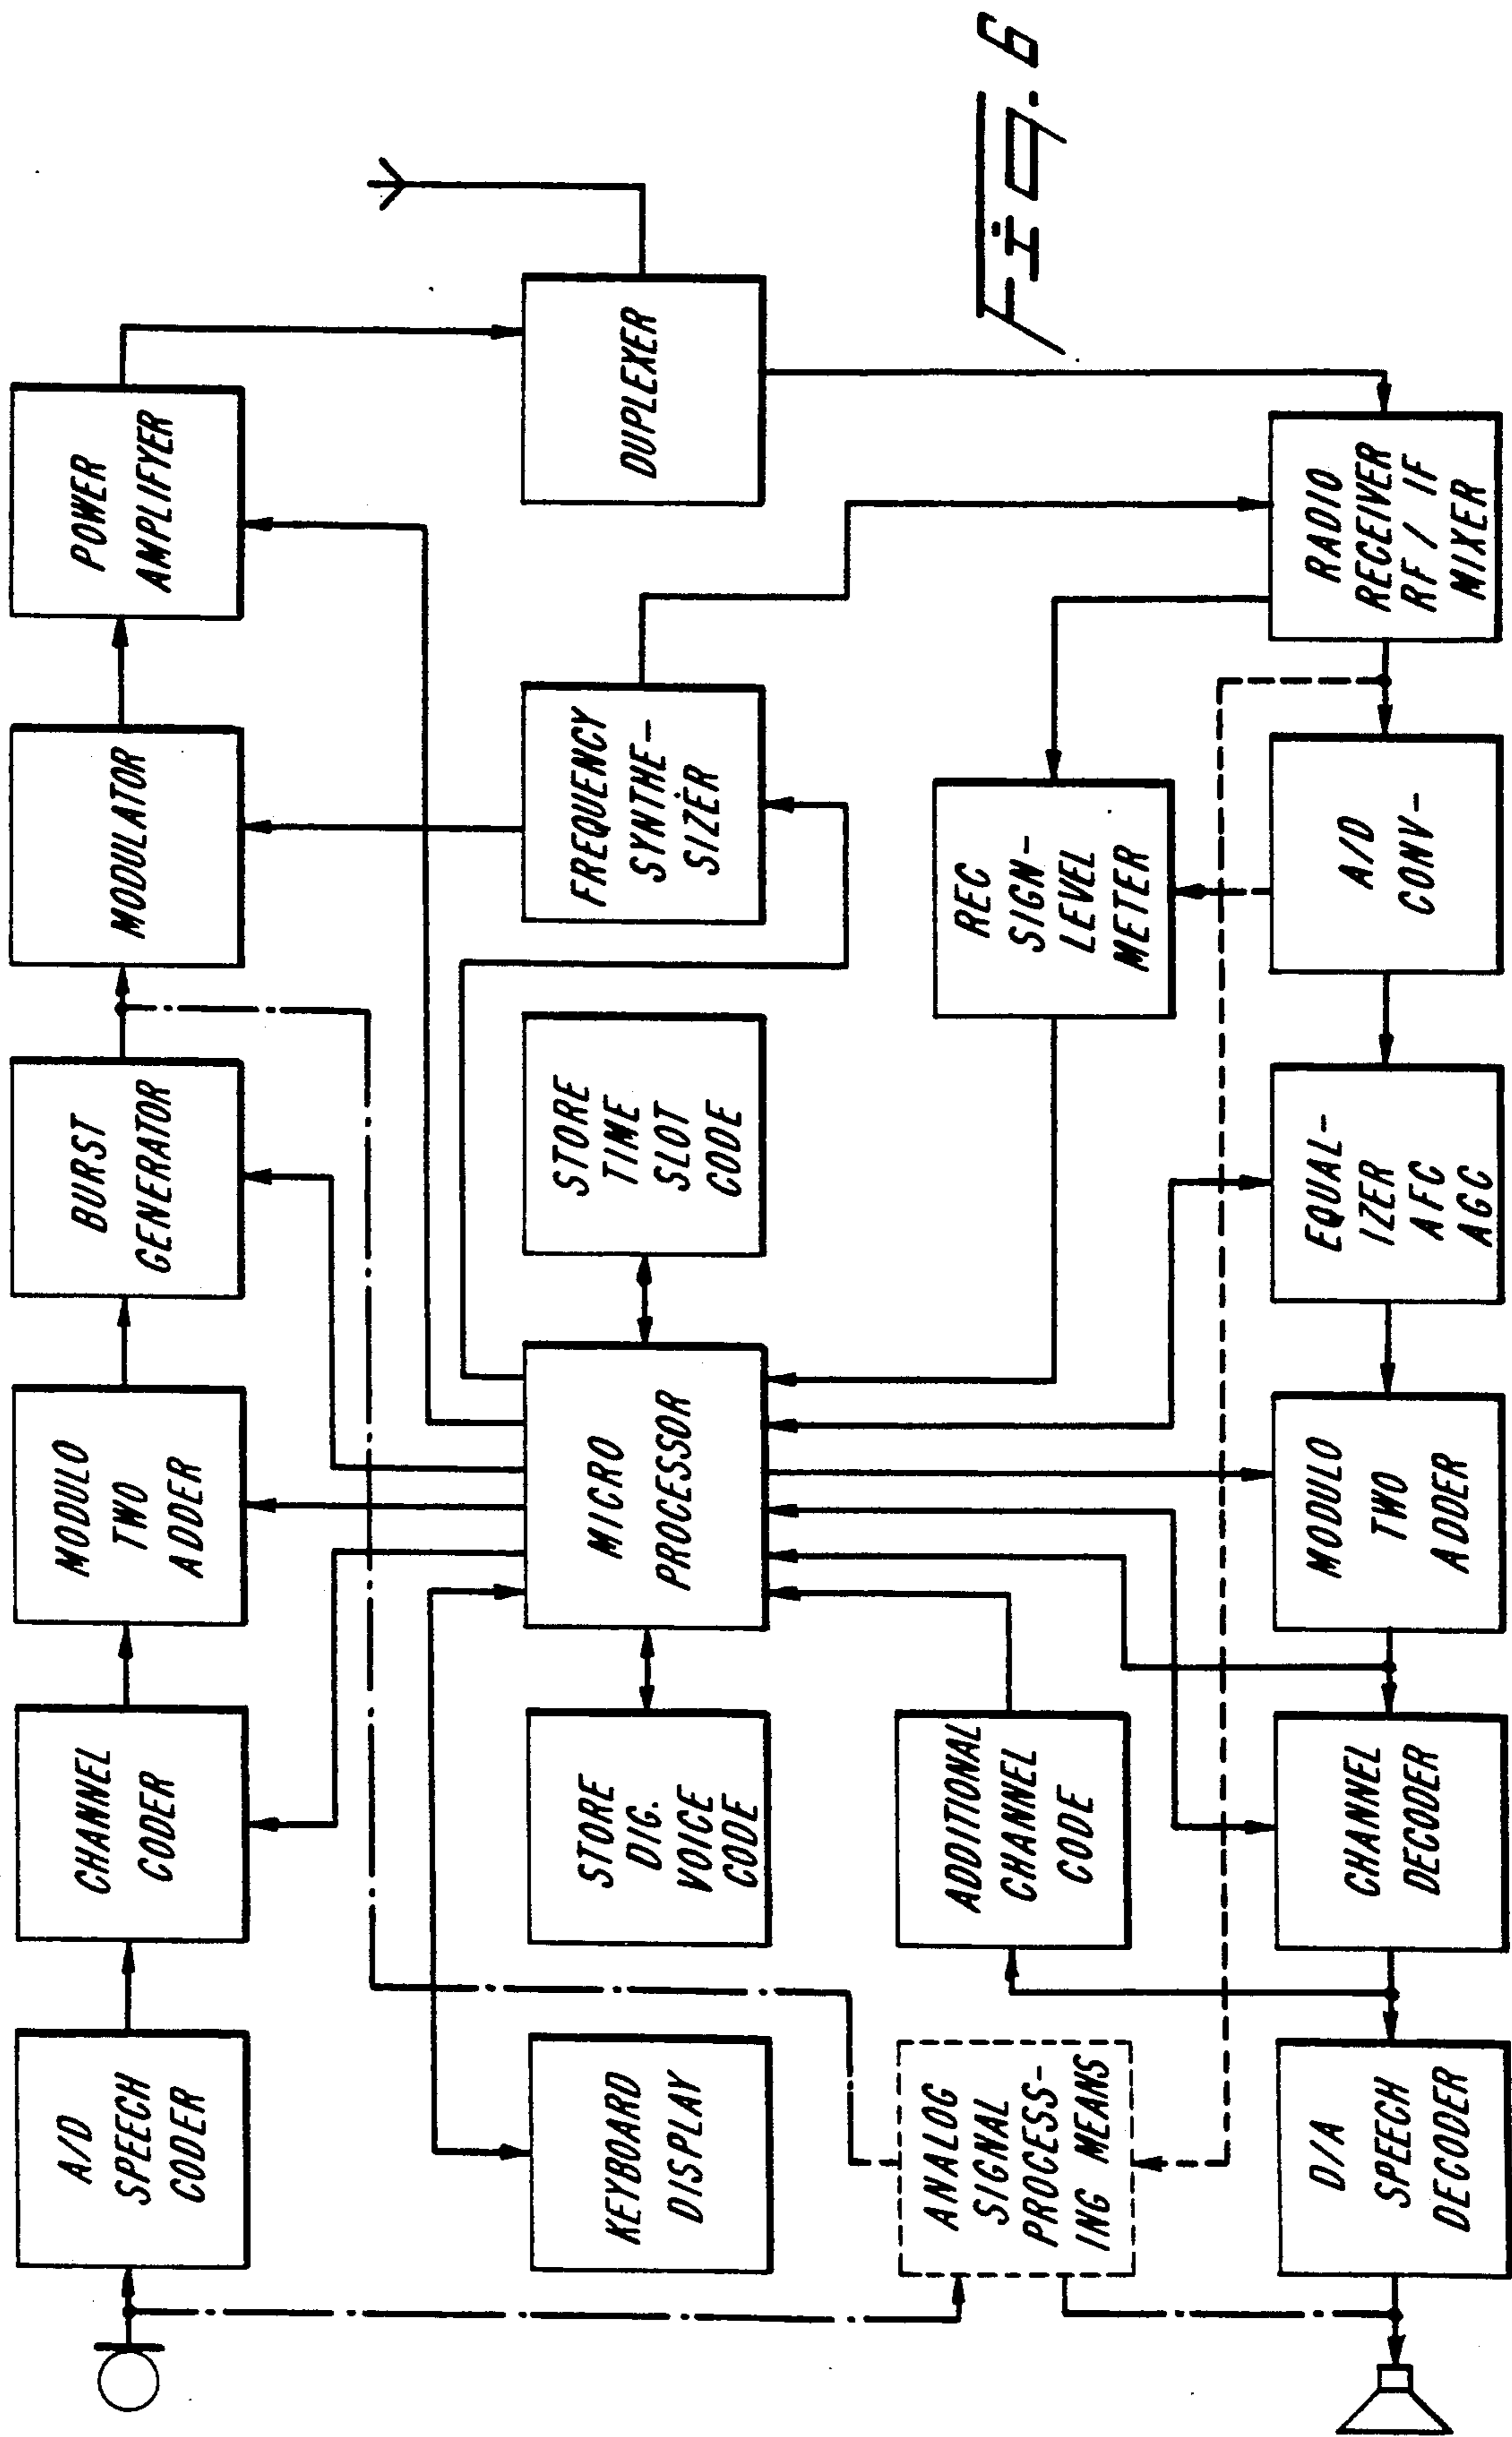 A/D
SPEECH
CODER
CHANNEL
CODER
MODULO
TWO
ADDER
BURST
GENERATOR
MODULATOR
POWER
AMPLIFYER
KEYBOARD
DISPLAY
STORE
DIG.
VOICE
CODE
MICRO
PROCESSOR
STORE
TIME
SLOT
CODE
FREQUENCY
SYNTHE-
SIZER
DUPLEXER
ANALOG
SIGNAL
PROCESS-
ING MEANS
ADDITIONAL
CHANNEL
CODE
REC
SIGN-
LEVEL
METER
Fig. 6
D/A
SPEECH
DECODER
CHANNEL
DECODER
MODULO
TWO
ADDER
EQUAL-
IZER
AFC
AGC
A/D
CONV-
RADIO
RECEIVER
RF / IF
MIXER